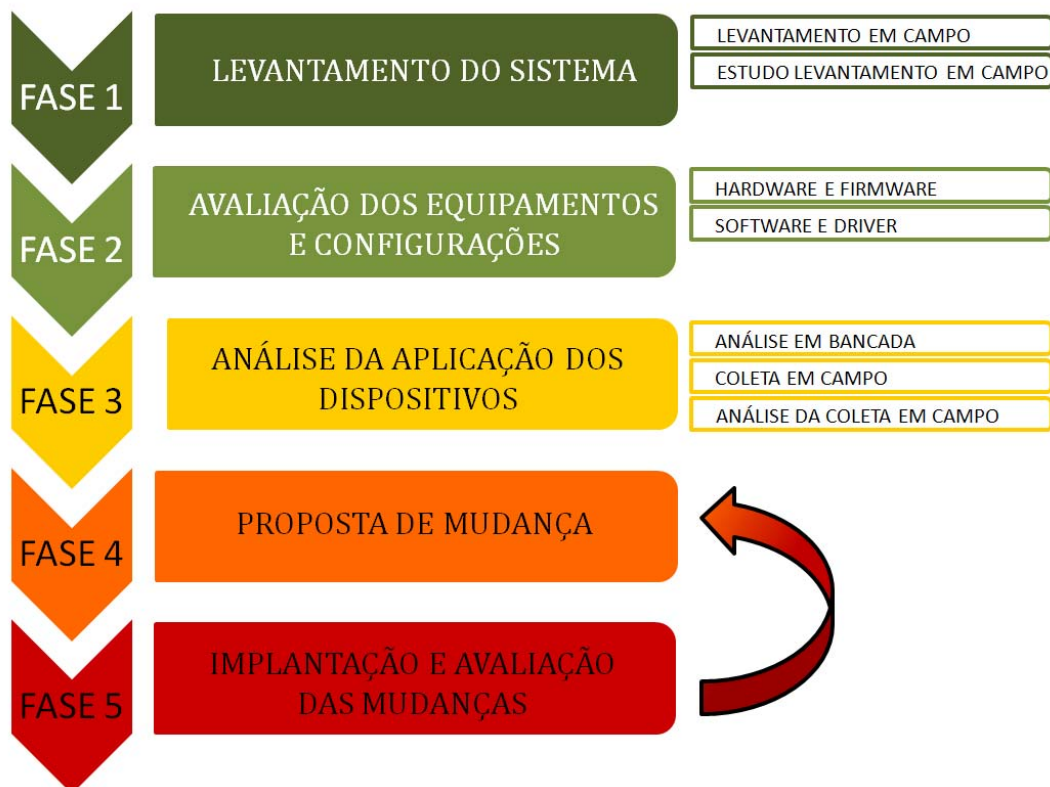 FASE 1
LEVANTAMENTO DO SISTEMA
LEVANTAMENTO EM CAMPO
ESTUDO LEVANTAMENTO EM CAMPO
FASE 2
AVALIAÇÃO DOS EQUIPAMENTOS
E CONFIGURAÇÕES
HARDWARE E FIRMWARE
SOFTWARE E DRIVER
FASE 3
ANÁLISE DA APLICAÇÃO DOS
DISPOSITIVOS
ANÁLISE EM BANCADA
COLETA EM CAMPO
ANÁLISE DA COLETA EM CAMPO
FASE 4
PROPOSTA DE MUDANÇA
FASE 5
IMPLANTAÇÃO E AVALIAÇÃO
DAS MUDANÇAS